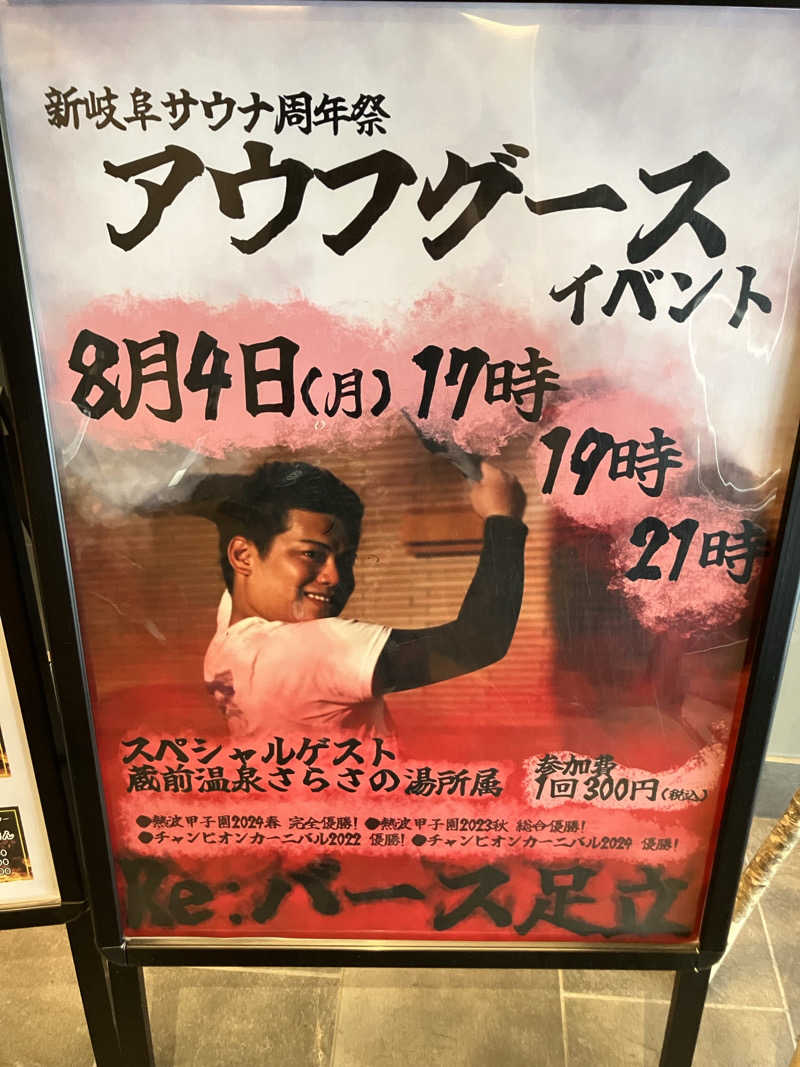 新岐阜サウナ周年祭
アウフグース
イベント
8月4日(月) 17時
19時
21時
スペシャルゲスト
蔵前温泉さらさの湯所属
参加費
1回300円(税込)
●熱波甲子園2024春 完全優勝! ●熱波甲子園2023秋 総合優勝!
●チャンピオンカーニバル2022 優勝! ●チャンピオンカーニバル2024 優勝!
Re:バース足立